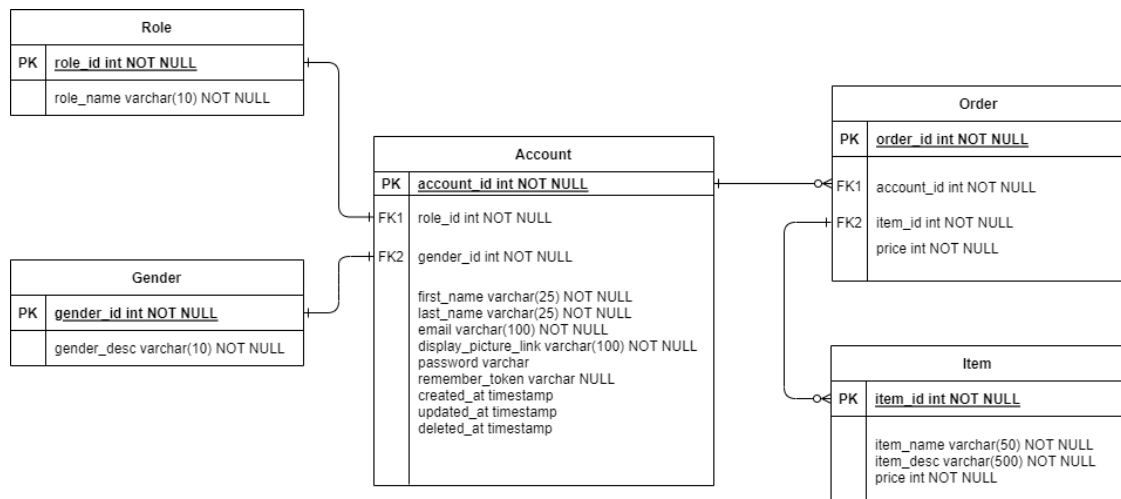 Role
PK role_id int NOT NULL
role_name varchar(10) NOT NULL
Gender
PK gender_id int NOT NULL
gender_desc varchar(10) NOT NULL
Account
PK account_id int NOT NULL
FK1 role_id int NOT NULL
FK2 gender_id int NOT NULL
first_name varchar(25) NOT NULL
last_name varchar(25) NOT NULL
email varchar(100) NOT NULL
display_picture_link varchar(100) NOT NULL
password varchar
remember_token varchar NULL
created_at timestamp
updated_at timestamp
deleted_at timestamp
Order
PK order_id int NOT NULL
FK1 account_id int NOT NULL
FK2 item_id int NOT NULL
price int NOT NULL
Item
PK item_id int NOT NULL
item_name varchar(50) NOT NULL
item_desc varchar(500) NOT NULL
price int NOT NULL